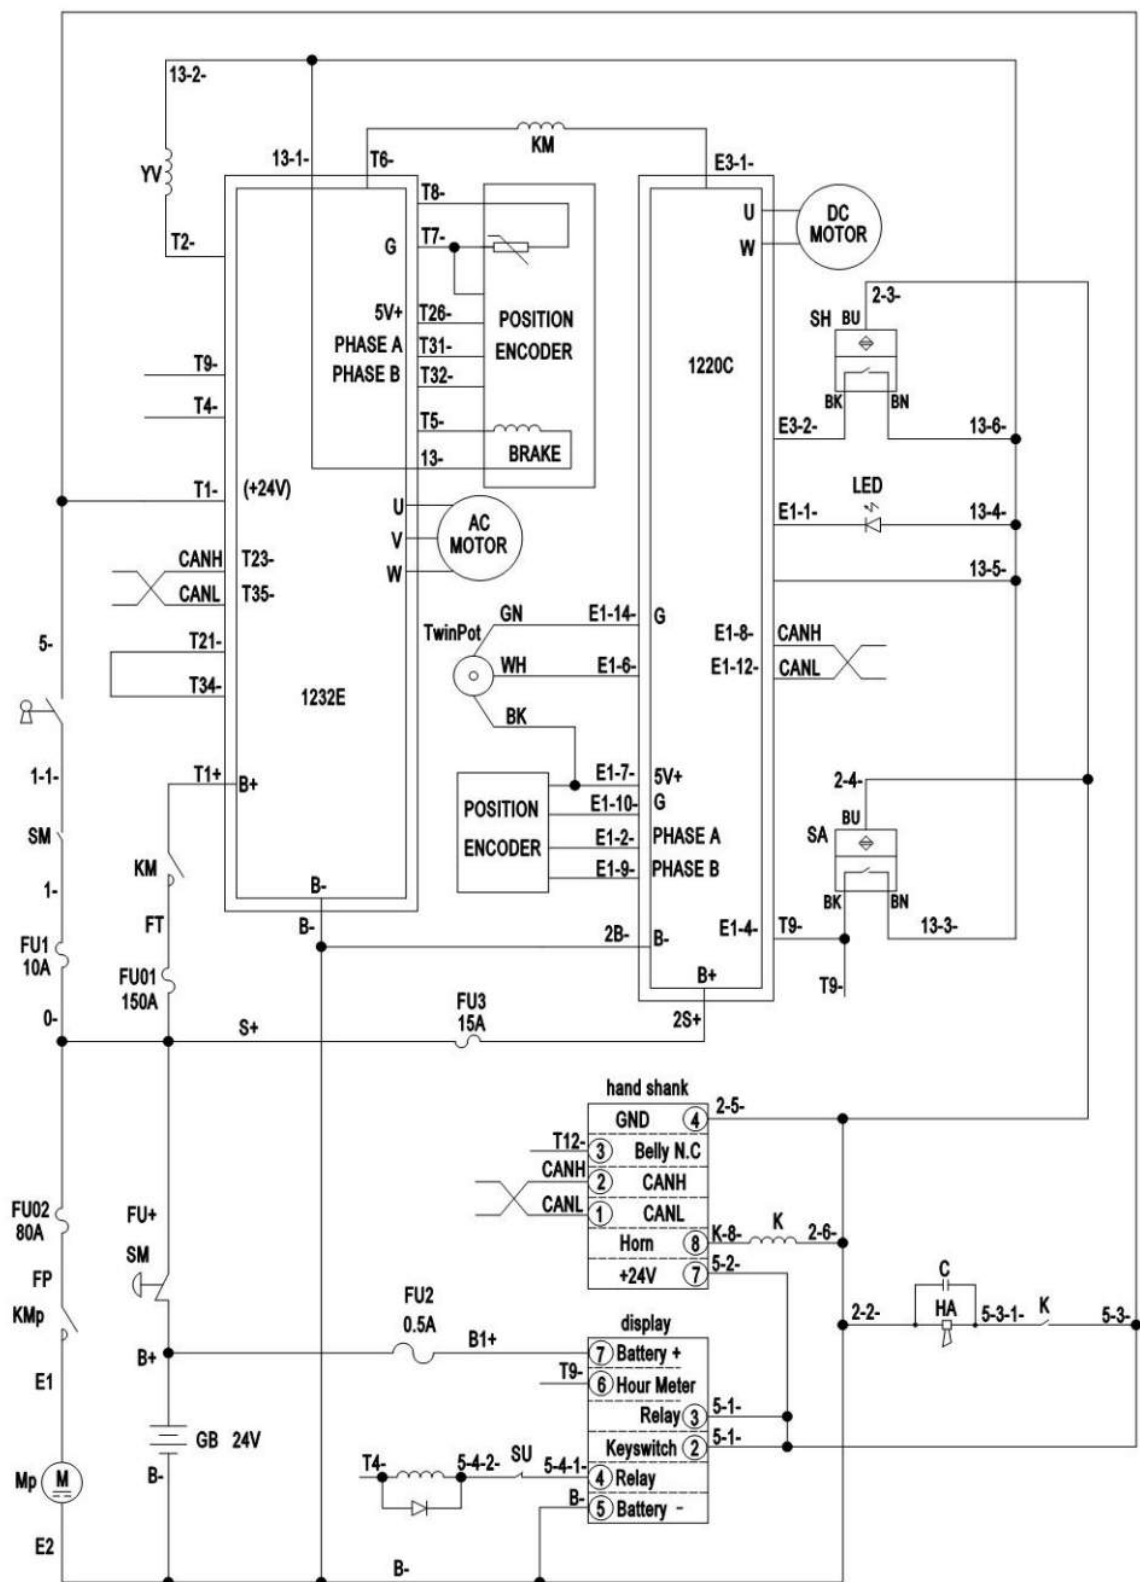 13-2-
YV
13-1-
T6-
KM
E3-1-
T2-
T8-
G
T7-
5V+
T26-
PHASE A
T31-
PHASE B
T32-
POSITION
ENCODER
T9-
T4-
T5-
13-
BRAKE
T1-
(+24V)
U
V
W
AC
MOTOR
CANH
T23-
CANL
T35-
T21-
T34-
1232E
T1+
B+
B-
B-
U
W
DC
MOTOR
1220C
2-3-
SH
BU
BK
BN
E3-2-
13-6-
LED
E1-1-
13-4-
13-5-
TwinPot
GN
E1-14-
G
WH
E1-6-
BK
E1-8-
CANH
E1-12-
CANL
POSITION
ENCODER
E1-7-
5V+
E1-10-
G
E1-2-
PHASE A
E1-9-
PHASE B
2-4-
BU
SA
BK
BN
E1-4-
T9-
13-3-
T9-
2B-
B-
B+
2S+
5-
1-1-
SM
1-
FU1
10A
0-
KM
FT
FU01
150A
S+
FU3
15A
FU02
80A
FP
KMp
E1
Mp
M
E2
FU+
SM
B+
GB 24V
B-
FU2
0.5A
B1+
hand shank
GND
4
2-5-
T12-
3
Belly N.C
CANH
2
CANH
CANL
1
CANL
Horn
8
K-8-
K
2-6-
+24V
7
5-2-
display
7
Battery +
T9-
6
Hour Meter
Relay
3
5-1-
Keyswitch
2
5-1-
T4-
5-4-2-
SU
5-4-1-
4
Relay
B-
5
Battery -
B-
2-2-
C
HA
5-3-1-
K
5-3-